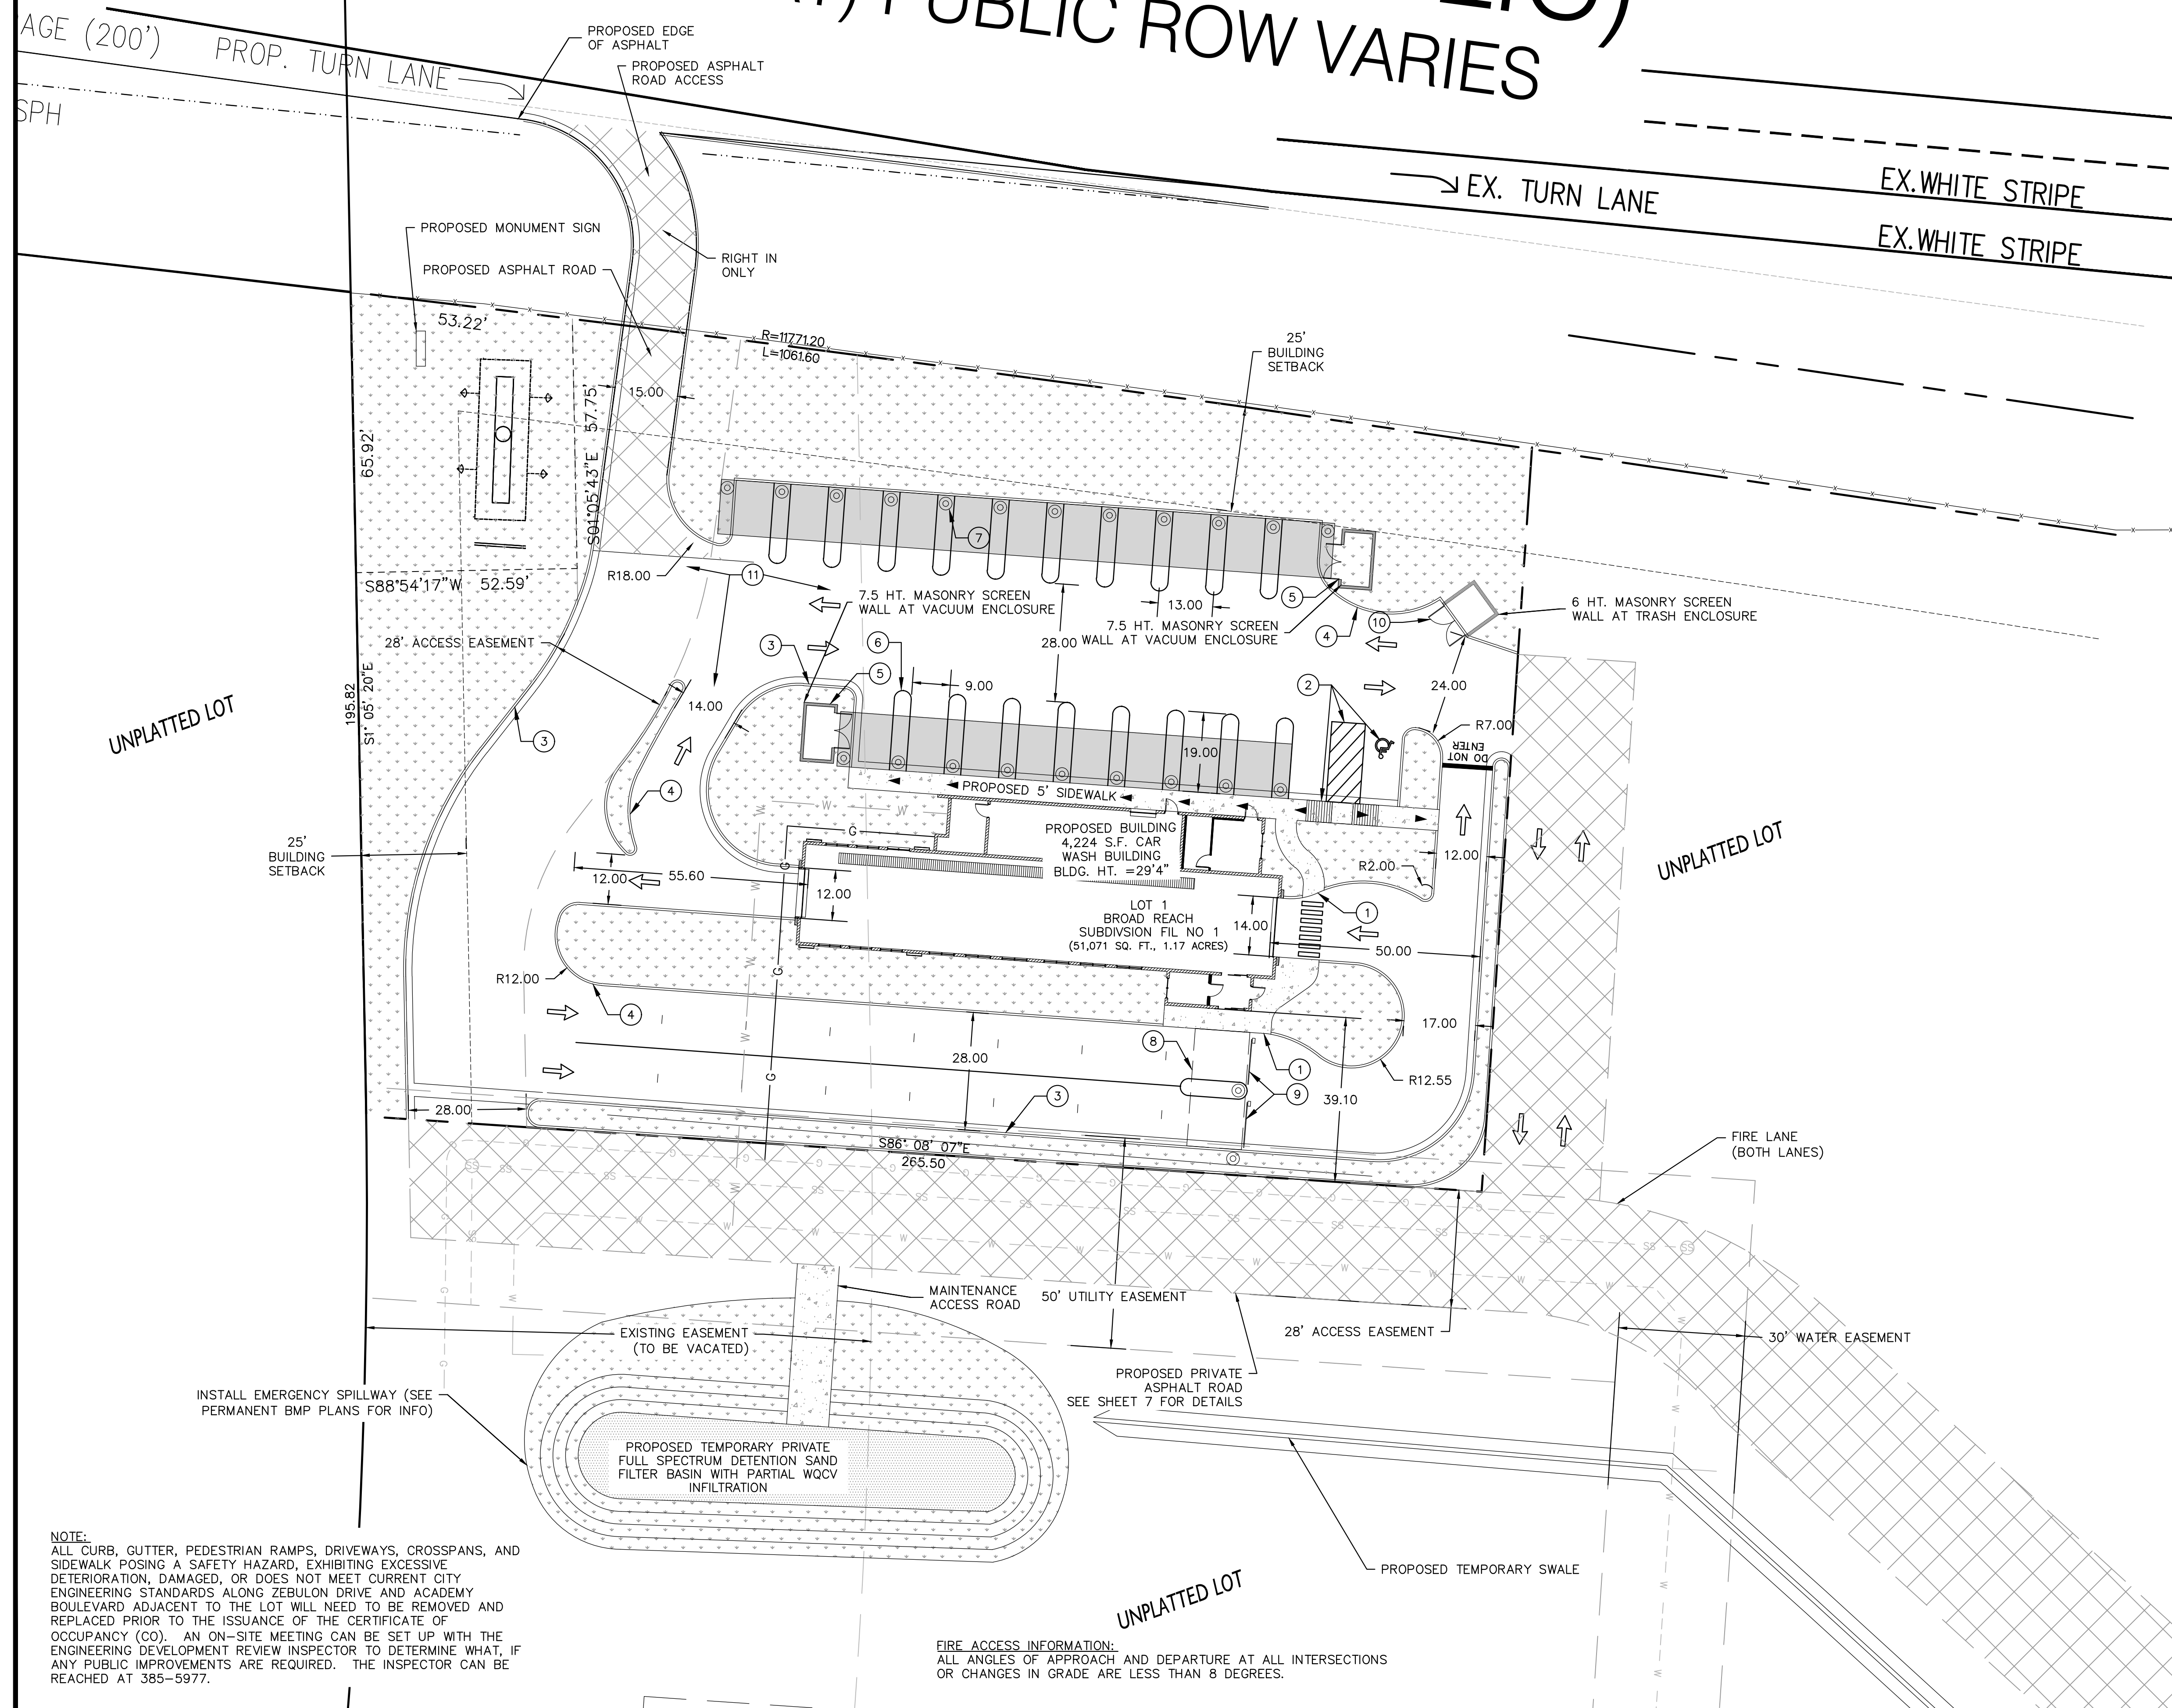 PUBLIC ROW VARIES
AGE (200')
PROP. TURN LANE
SPH
PROPOSED EDGE
OF ASPHALT
PROPOSED ASPHALT
ROAD ACCESS
EX. TURN LANE
EX.WHITE STRIPE
EX.WHITE STRIPE
PROPOSED MONUMENT SIGN
PROPOSED ASPHALT ROAD
RIGHT IN
ONLY
53.22'
R=11771.20
L=1061.60
25'
BUILDING
SETBACK
15.00
65.92'
S01°05'43"E 57.75'
S88°54'17"W 52.59'
R18.00
11
7
7.5 HT. MASONRY SCREEN
WALL AT VACUUM ENCLOSURE
13.00
5
7.5 HT. MASONRY SCREEN
WALL AT VACUUM ENCLOSURE
4
10
6 HT. MASONRY SCREEN
WALL AT TRASH ENCLOSURE
28' ACCESS EASEMENT
3
6
28.00
5
9.00
2
24.00
14.00
195.82
S1° 05' 20"E
UNPLATTED LOT
3
R7.00
DO NOT
ENTER
19.00
4
PROPOSED 5' SIDEWALK
W
W
W
G
PROPOSED BUILDING
4,224 S.F. CAR
WASH BUILDING
BLDG. HT. =29'4"
25'
BUILDING
SETBACK
12.00
55.60
12.00
R2.00
12.00
UNPLATTED LOT
LOT 1
BROAD REACH
SUBDIVSION FIL NO 1
(51,071 SQ. FT., 1.17 ACRES)
14.00
1
50.00
R12.00
4
17.00
8
28.00
1
R12.55
9
3
39.10
28.00
S86° 08' 07"E
265.50
FIRE LANE
(BOTH LANES)
MAINTENANCE
ACCESS ROAD
50' UTILITY EASEMENT
EXISTING EASEMENT
(TO BE VACATED)
28' ACCESS EASEMENT
30' WATER EASEMENT
PROPOSED PRIVATE
ASPHALT ROAD
SEE SHEET 7 FOR DETAILS
INSTALL EMERGENCY SPILLWAY (SEE
PERMANENT BMP PLANS FOR INFO)
PROPOSED TEMPORARY PRIVATE
FULL SPECTRUM DETENTION SAND
FILTER BASIN WITH PARTIAL WQCV
INFILTRATION
PROPOSED TEMPORARY SWALE
UNPLATTED LOT
NOTE:
ALL CURB, GUTTER, PEDESTRIAN RAMPS, DRIVEWAYS, CROSSPANS, AND
SIDEWALK POSING A SAFETY HAZARD, EXHIBITING EXCESSIVE
DETERIORATION, DAMAGED, OR DOES NOT MEET CURRENT CITY
ENGINEERING STANDARDS ALONG ZEBULON DRIVE AND ACADEMY
BOULEVARD ADJACENT TO THE LOT WILL NEED TO BE REMOVED AND
REPLACED PRIOR TO THE ISSUANCE OF THE CERTIFICATE OF
OCCUPANCY (CO). AN ON-SITE MEETING CAN BE SET UP WITH THE
ENGINEERING DEVELOPMENT REVIEW INSPECTOR TO DETERMINE WHAT, IF
ANY PUBLIC IMPROVEMENTS ARE REQUIRED. THE INSPECTOR CAN BE
REACHED AT 385-5977.
FIRE ACCESS INFORMATION:
ALL ANGLES OF APPROACH AND DEPARTURE AT ALL INTERSECTIONS
OR CHANGES IN GRADE ARE LESS THAN 8 DEGREES.